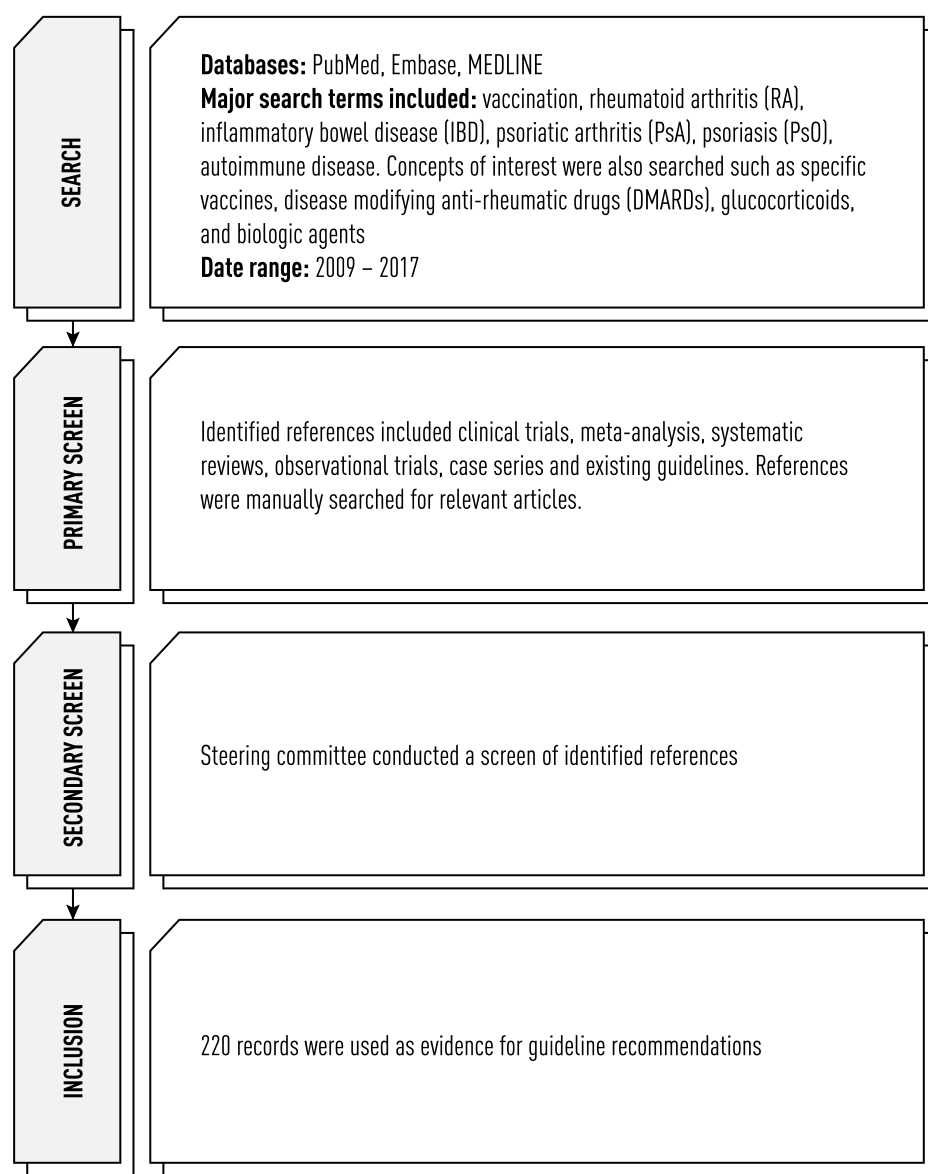 SEARCH
Databases: PubMed, Embase, MEDLINE
Major search terms included: vaccination, rheumatoid arthritis (RA),
inflammatory bowel disease (IBD), psoriatic arthritis (PsA), psoriasis (PsO),
autoimmune disease. Concepts of interest were also searched such as specific
vaccines, disease modifying anti-rheumatic drugs (DMARDs), glucocorticoids,
and biologic agents
Date range: 2009 – 2017
PRIMARY SCREEN
Identified references included clinical trials, meta-analysis, systematic
reviews, observational trials, case series and existing guidelines. References
were manually searched for relevant articles.
SECONDARY SCREEN
Steering committee conducted a screen of identified references
INCLUSION
220 records were used as evidence for guideline recommendations